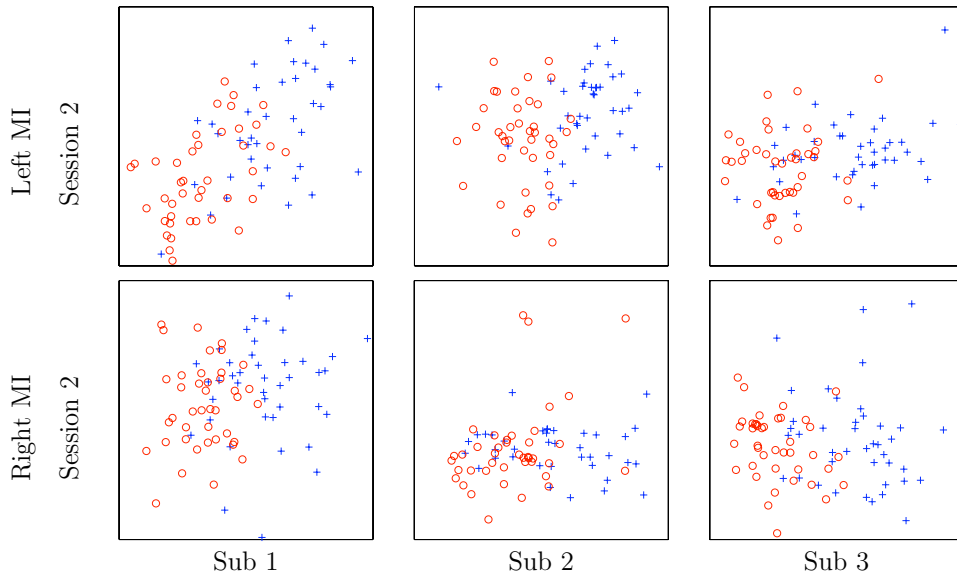 Left MI
Session 2
Right MI
Session 2
Sub 1
Sub 2
Sub 3